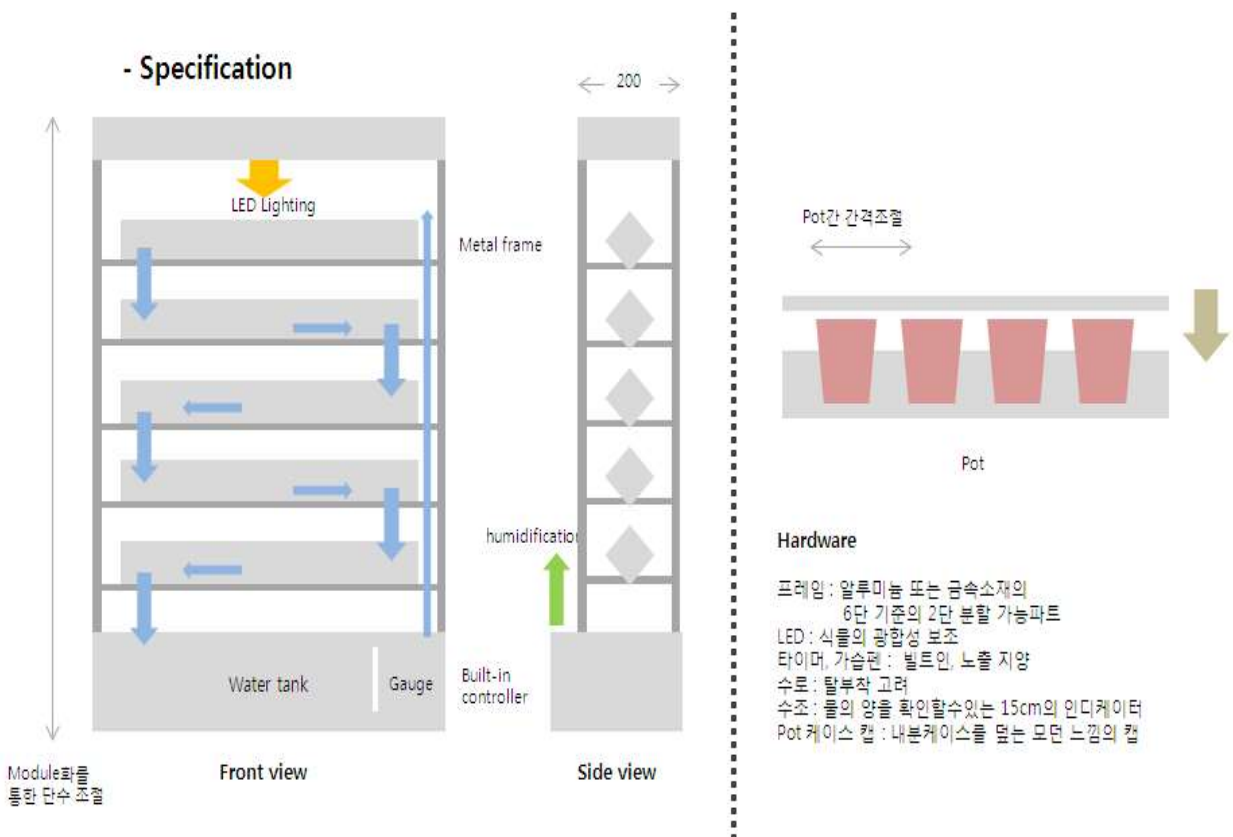 - Specification
200
LED Lighting
Metal frame
humidification
Water tank
Gauge
Built-in
controller
Module화를
통한 단수 조절
Front view
Side view
Pot간 간격조절
Pot
Hardware
프레임 : 알루미늄 또는 금속소재의
6단 기준의 2단 분할 가능파트
LED : 식물의 광합성 보조
타이머, 가습펜 : 빌트인, 노출 지양
수로 : 탈부착 고려
수조 : 물의 양을 확인할수있는 15cm의 인디케이터
Pot 케이스 캡 : 내분케이스를 덮는 모던 느낌의 캡